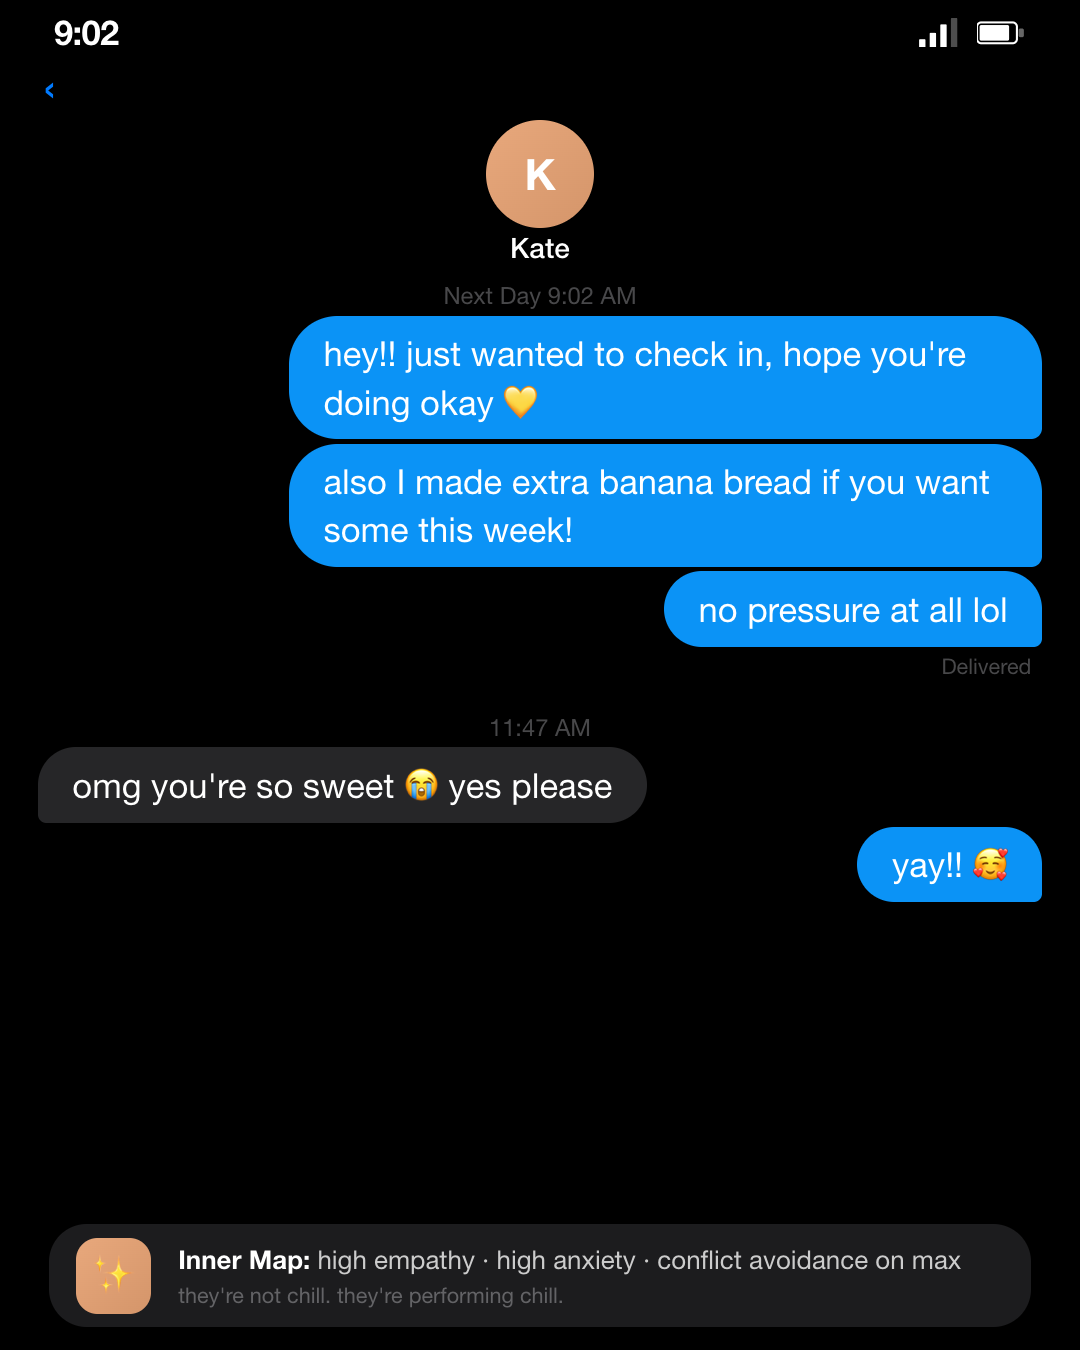 9:02
K
Kate
Next Day 9:02 AM
hey!! just wanted to check in, hope you're
doing okay 💛
also I made extra banana bread if you want
some this week!
no pressure at all lol
Delivered
11:47 AM
omg you're so sweet 😭 yes please
yay!! 🥰
Inner Map: high empathy · high anxiety · conflict avoidance on max
they're not chill. they're performing chill.